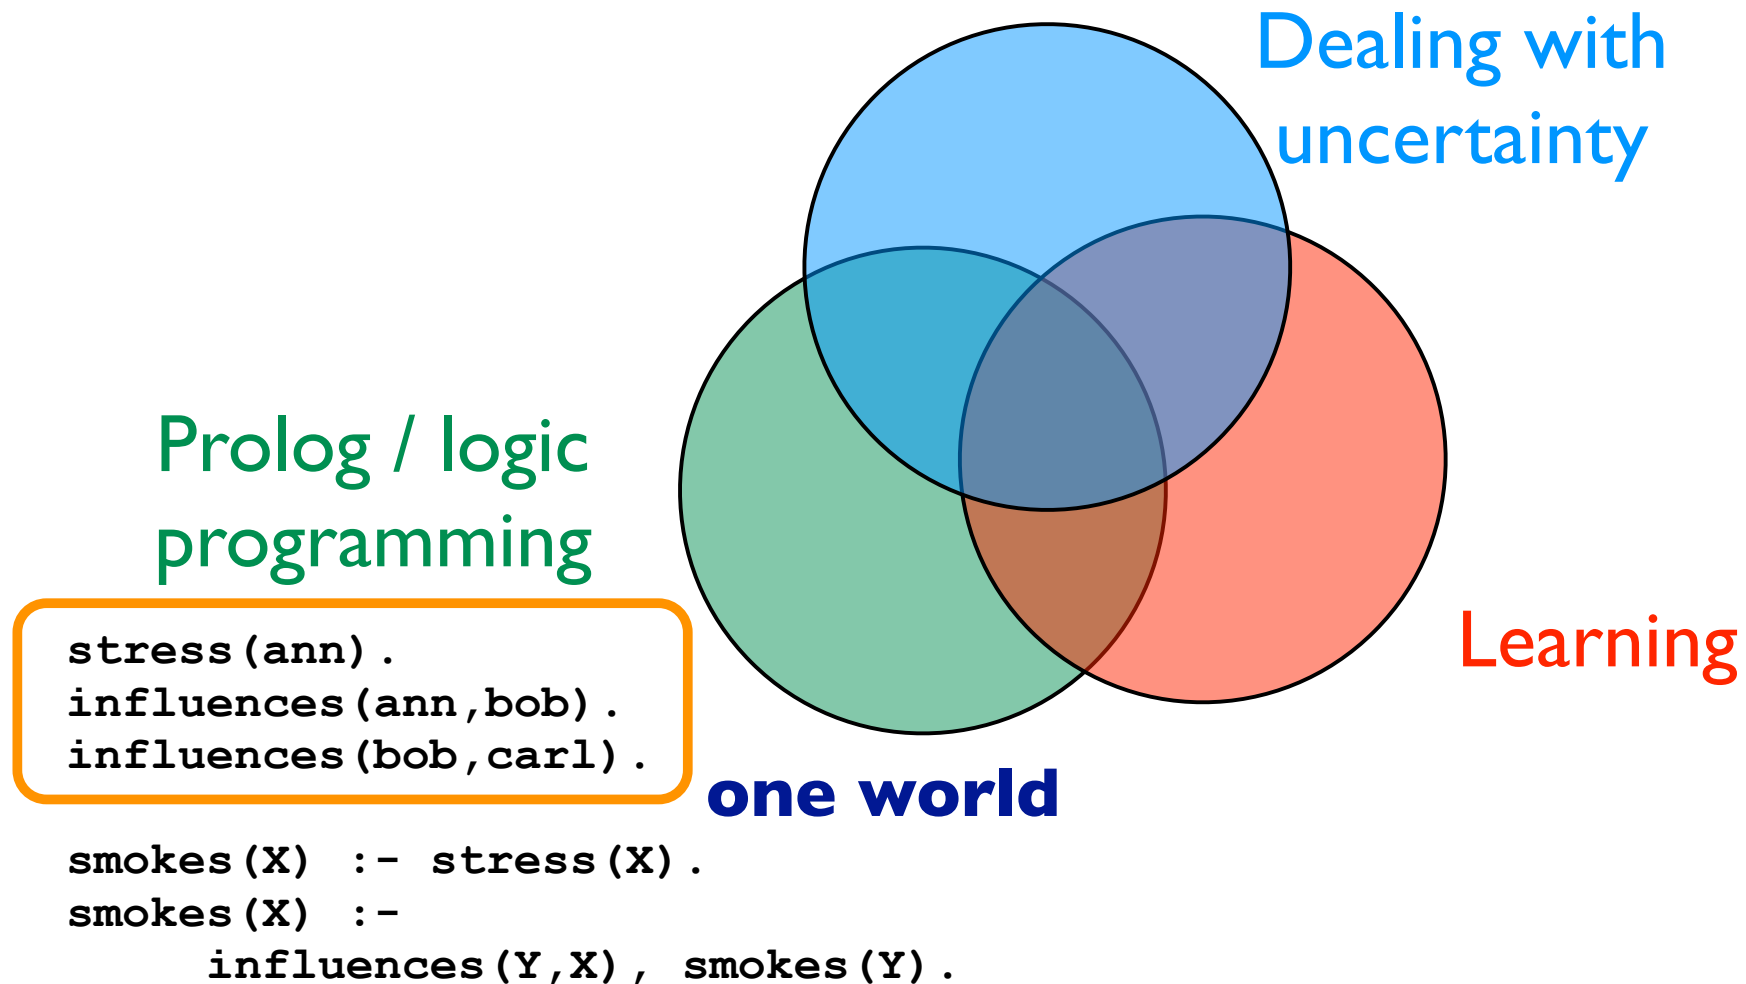 Dealing with
uncertainty
Prolog / logic
programming
Learning
stress(ann).
influences(ann,bob).
influences(bob,carl).
one world
smokes(X) :- stress(X).
smokes(X) :-
influences(Y,X), smokes(Y).